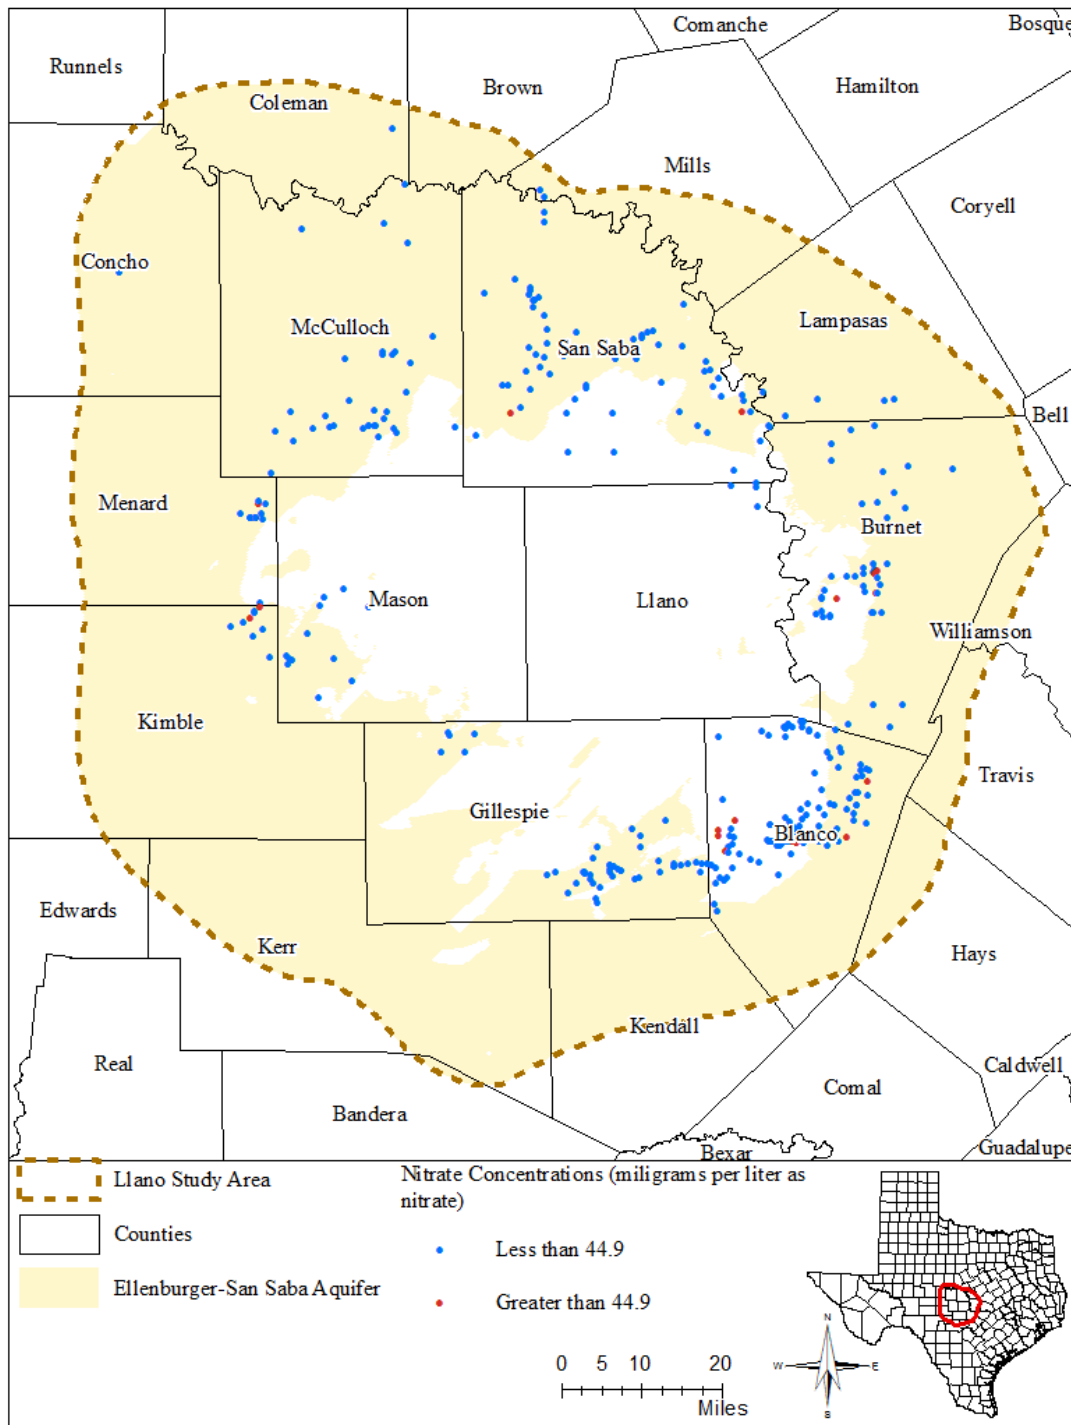 Comanche
Bosque
Runnels
Brown
Hamilton
Coleman
Mills
Coryell
Concho
McCulloch
San Saba
Lampasas
Bell
Menard
Burnet
Mason
Llano
Williamson
Kimble
Travis
Gillespie
Blanco
Edwards
Kerr
Hays
Kendall
Real
Caldwell
Comal
Bandera
Bexar
Guadalupe
Llano Study Area
Counties
Ellenburger-San Saba Aquifer
Nitrate Concentrations (miligrams per liter as
nitrate)
Less than 44.9
Greater than 44.9
0 5 10 20
Miles
N
W E
S